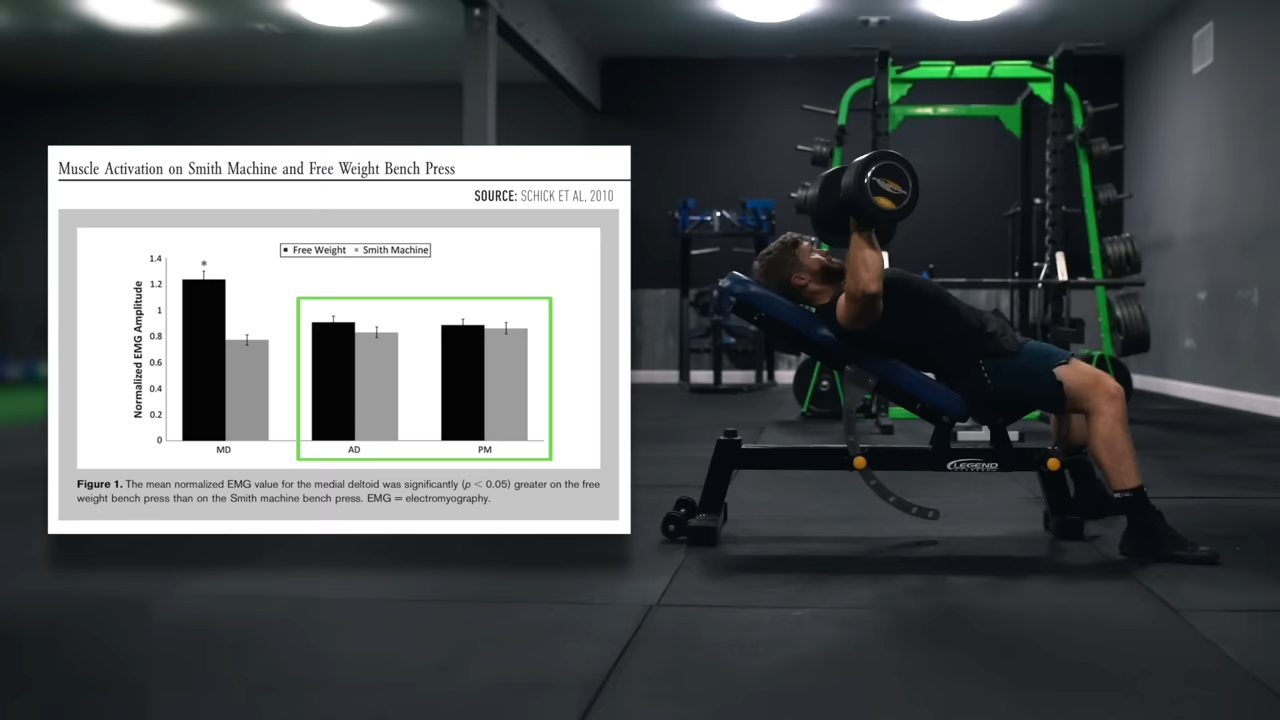 Muscle Activation on Smith Machine and Free Weight Bench Press
SOURCE: SCHICK ET AL, 2010
Free Weight Smith Machine
Normalized EMG Amplitude
1.4
1.2
1
0.8
0.6
0.4
0.2
0
*
MD AD PM
Figure 1. The mean normalized EMG value for the medial deltoid was significantly (p < 0.05) greater on the free
weight bench press than on the Smith machine bench press. EMG = electromyography.
LEGEND